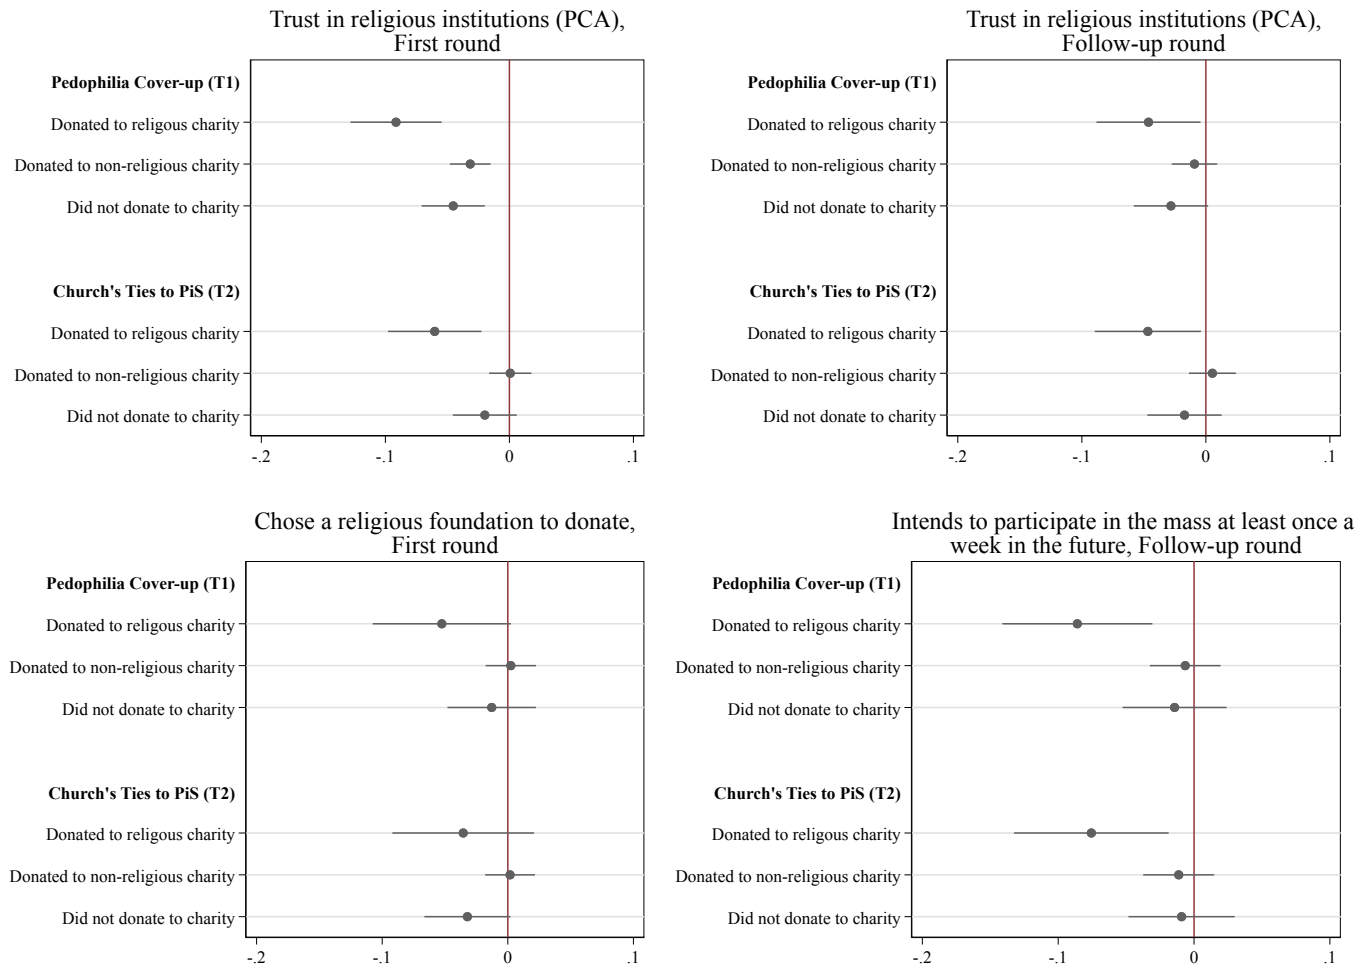 Trust in religious institutions (PCA),
First round
Pedophilia Cover-up (T1)
Donated to religous charity
Donated to non-religious charity
Did not donate to charity
Church's Ties to PiS (T2)
Donated to religous charity
Donated to non-religious charity
Did not donate to charity
-.2 -.1 0 .1
Trust in religious institutions (PCA),
Follow-up round
Pedophilia Cover-up (T1)
Donated to religous charity
Donated to non-religious charity
Did not donate to charity
Church's Ties to PiS (T2)
Donated to religous charity
Donated to non-religious charity
Did not donate to charity
-.2 -.1 0 .1
Chose a religious foundation to donate,
First round
Pedophilia Cover-up (T1)
Donated to religous charity
Donated to non-religious charity
Did not donate to charity
Church's Ties to PiS (T2)
Donated to religous charity
Donated to non-religious charity
Did not donate to charity
-.2 -.1 0 .1
Intends to participate in the mass at least once a
week in the future, Follow-up round
Pedophilia Cover-up (T1)
Donated to religous charity
Donated to non-religious charity
Did not donate to charity
Church's Ties to PiS (T2)
Donated to religous charity
Donated to non-religious charity
Did not donate to charity
-.2 -.1 0 .1